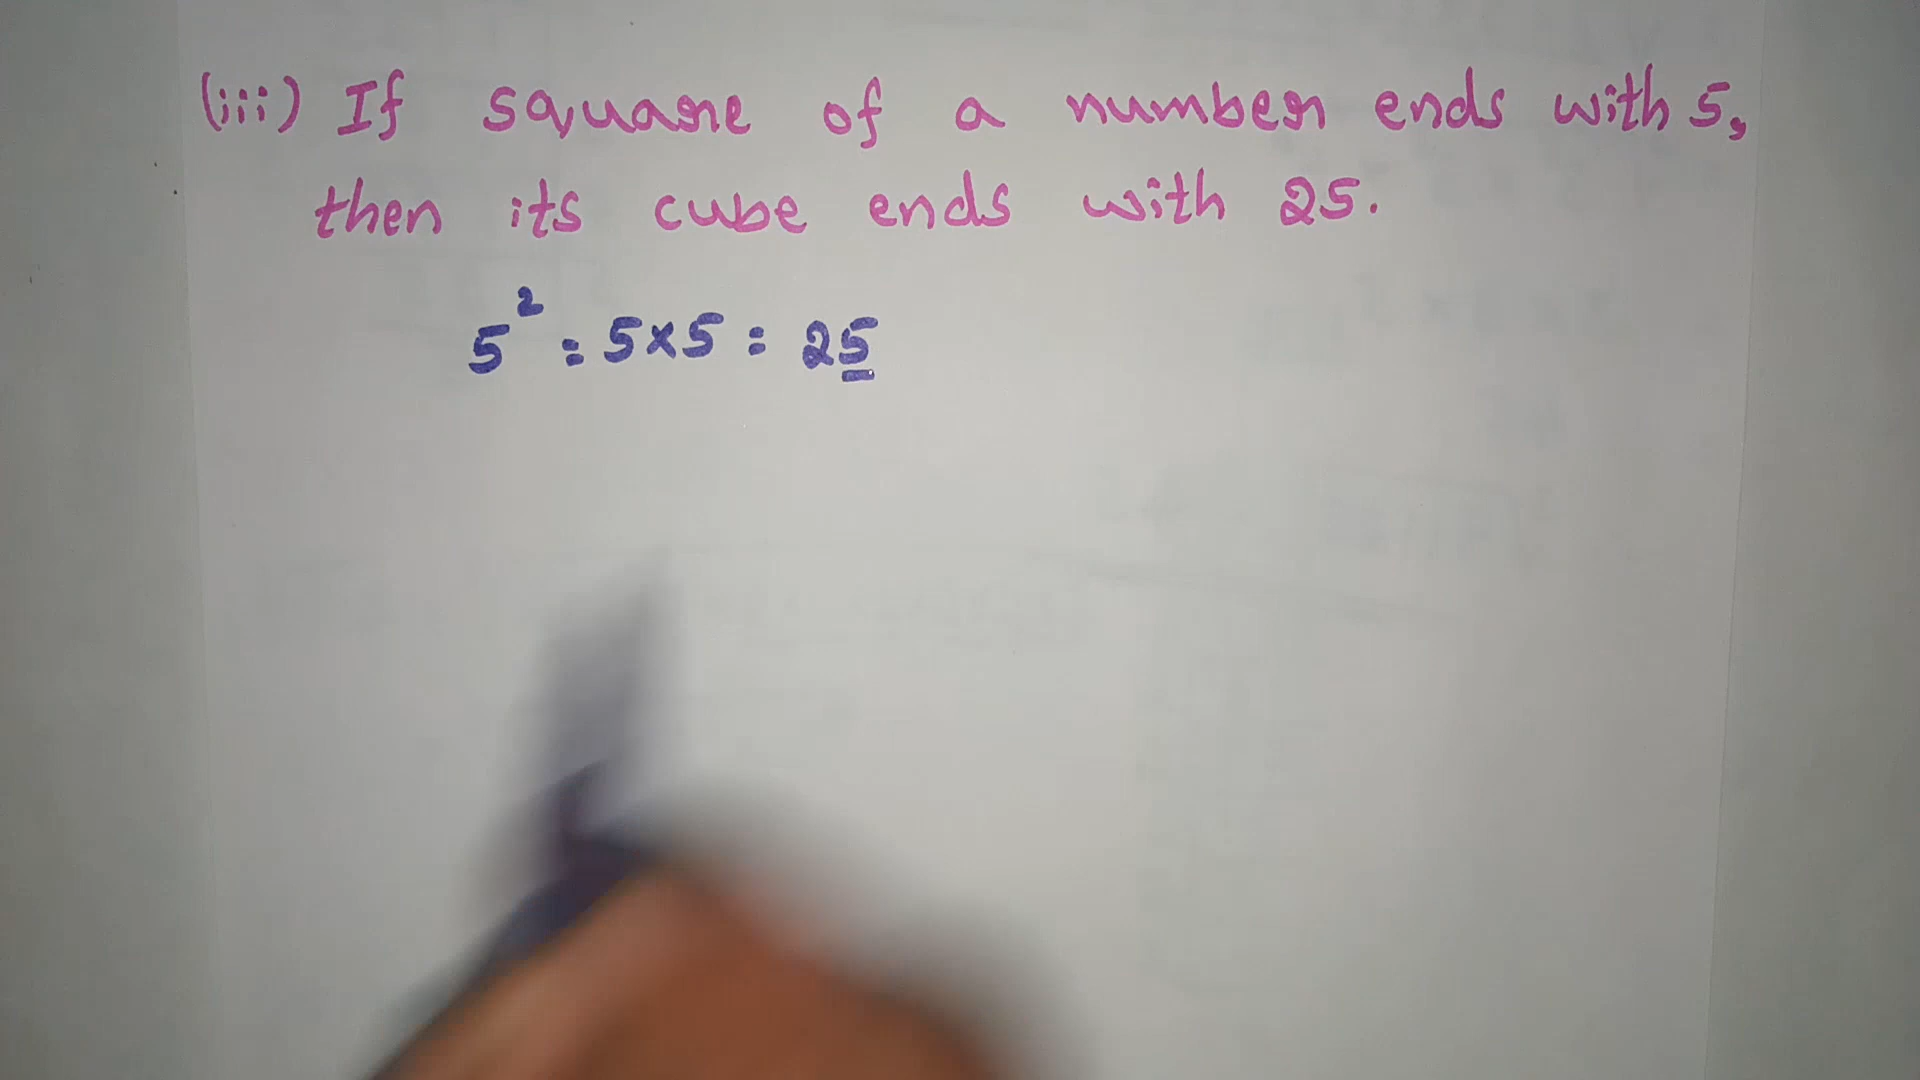 (iii) If square of a number ends with 5,
then its cube ends with 25.
5² = 5×5 = 25